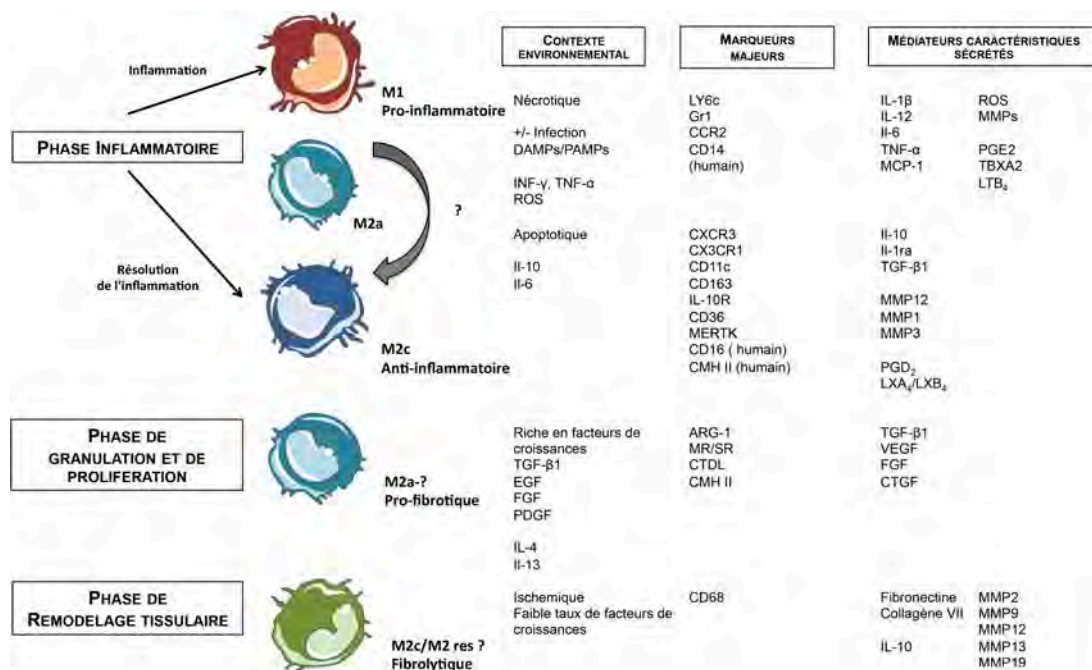 CONTEXTE
ENVIRONMENTAL
MARQUEURS
MAJEURS
MÉDIATEURS CARACTÉRISTIQUES
SÉCRÉTÉS
PHASE INFLAMMATOIRE
Inflammation
Résolution
de l'inflammation
M1
Pro-inflammatoire
Nécrotique
+/- Infection
DAMPs/PAMPs
INF-γ, TNF-α
ROS
LY6c
Gr1
CCR2
CD14
(humain)
IL-1β
IL-12
Il-6
TNF-α
MCP-1
ROS
MMPs
PGE2
TBXA2
LTB₄
M2a
?
M2c
Anti-inflammatoire
Apoptotique
Il-10
Il-6
CXCR3
CX3CR1
CD11c
CD163
IL-10R
CD36
MERTK
CD16 ( humain)
CMH II (humain)
Il-10
Il-1ra
TGF-β1
MMP12
MMP1
MMP3
PGD₂
LXA₄/LXB₄
PHASE DE
GRANULATION ET DE
PROLIFERATION
M2a-?
Pro-fibrotique
Riche en facteurs de
croissances
TGF-β1
EGF
FGF
PDGF
IL-4
Il-13
ARG-1
MR/SR
CTDL
CMH II
TGF-β1
VEGF
FGF
CTGF
PHASE DE
REMODELAGE TISSULAIRE
M2c/M2 res ?
Fibrolytique
Ischemique
Faible taux de facteurs de
croissances
CD68
Fibronectine
Collagène VII
IL-10
MMP2
MMP9
MMP12
MMP13
MMP19